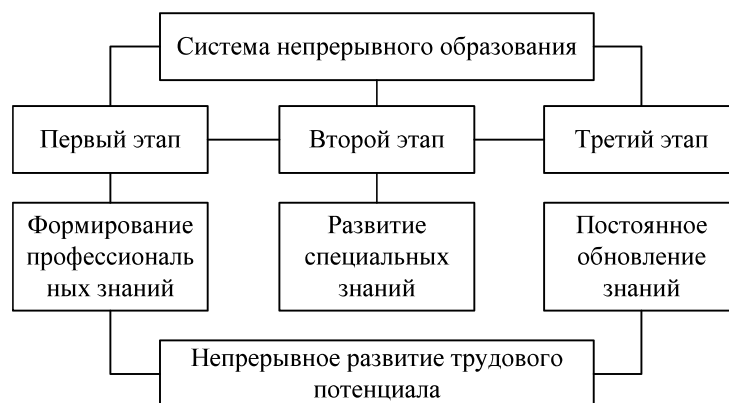 Система непрерывного образования
Первый этап
Второй этап
Третий этап
Формирование
профессиональ
ных знаний
Развитие
специальных
знаний
Постоянное
обновление
знаний
Непрерывное развитие трудового
потенциала